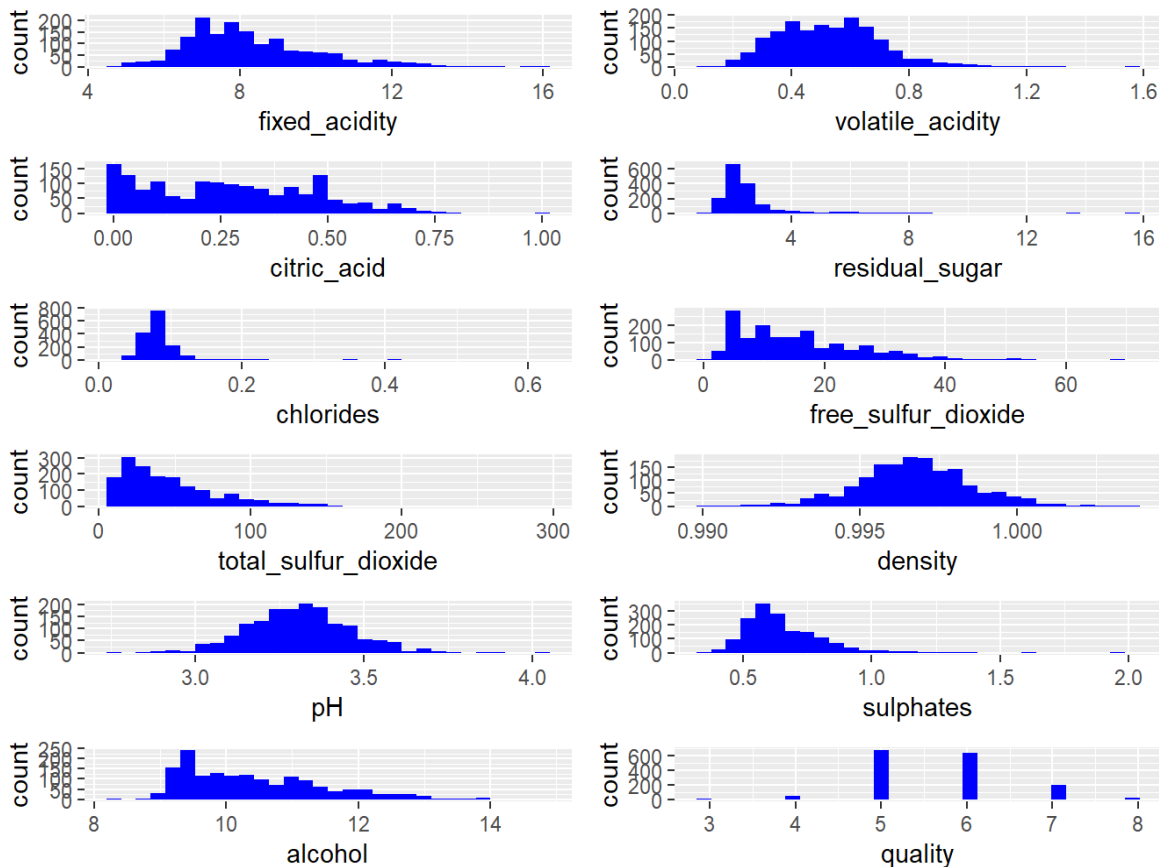 count
200
150
100
50
0
4 8 12 16
fixed_acidity
count
200
150
100
50
0
0.0 0.4 0.8 1.2 1.6
volatile_acidity
count
150
100
50
0
0.00 0.25 0.50 0.75 1.00
citric_acid
count
600
400
200
0
4 8 12 16
residual_sugar
count
800
600
400
200
0.0 0.2 0.4 0.6
chlorides
count
200
100
0
0 20 40 60
free_sulfur_dioxide
count
300
200
100
0
0 100 200 300
total_sulfur_dioxide
count
150
100
50
0
0.990 0.995 1.000
density
count
200
150
100
50
0
3.0 3.5 4.0
pH
count
300
200
100
0
0.5 1.0 1.5 2.0
sulphates
count
250
200
150
100
50
0
8 10 12 14
alcohol
count
600
400
200
0
3 4 5 6 7 8
quality